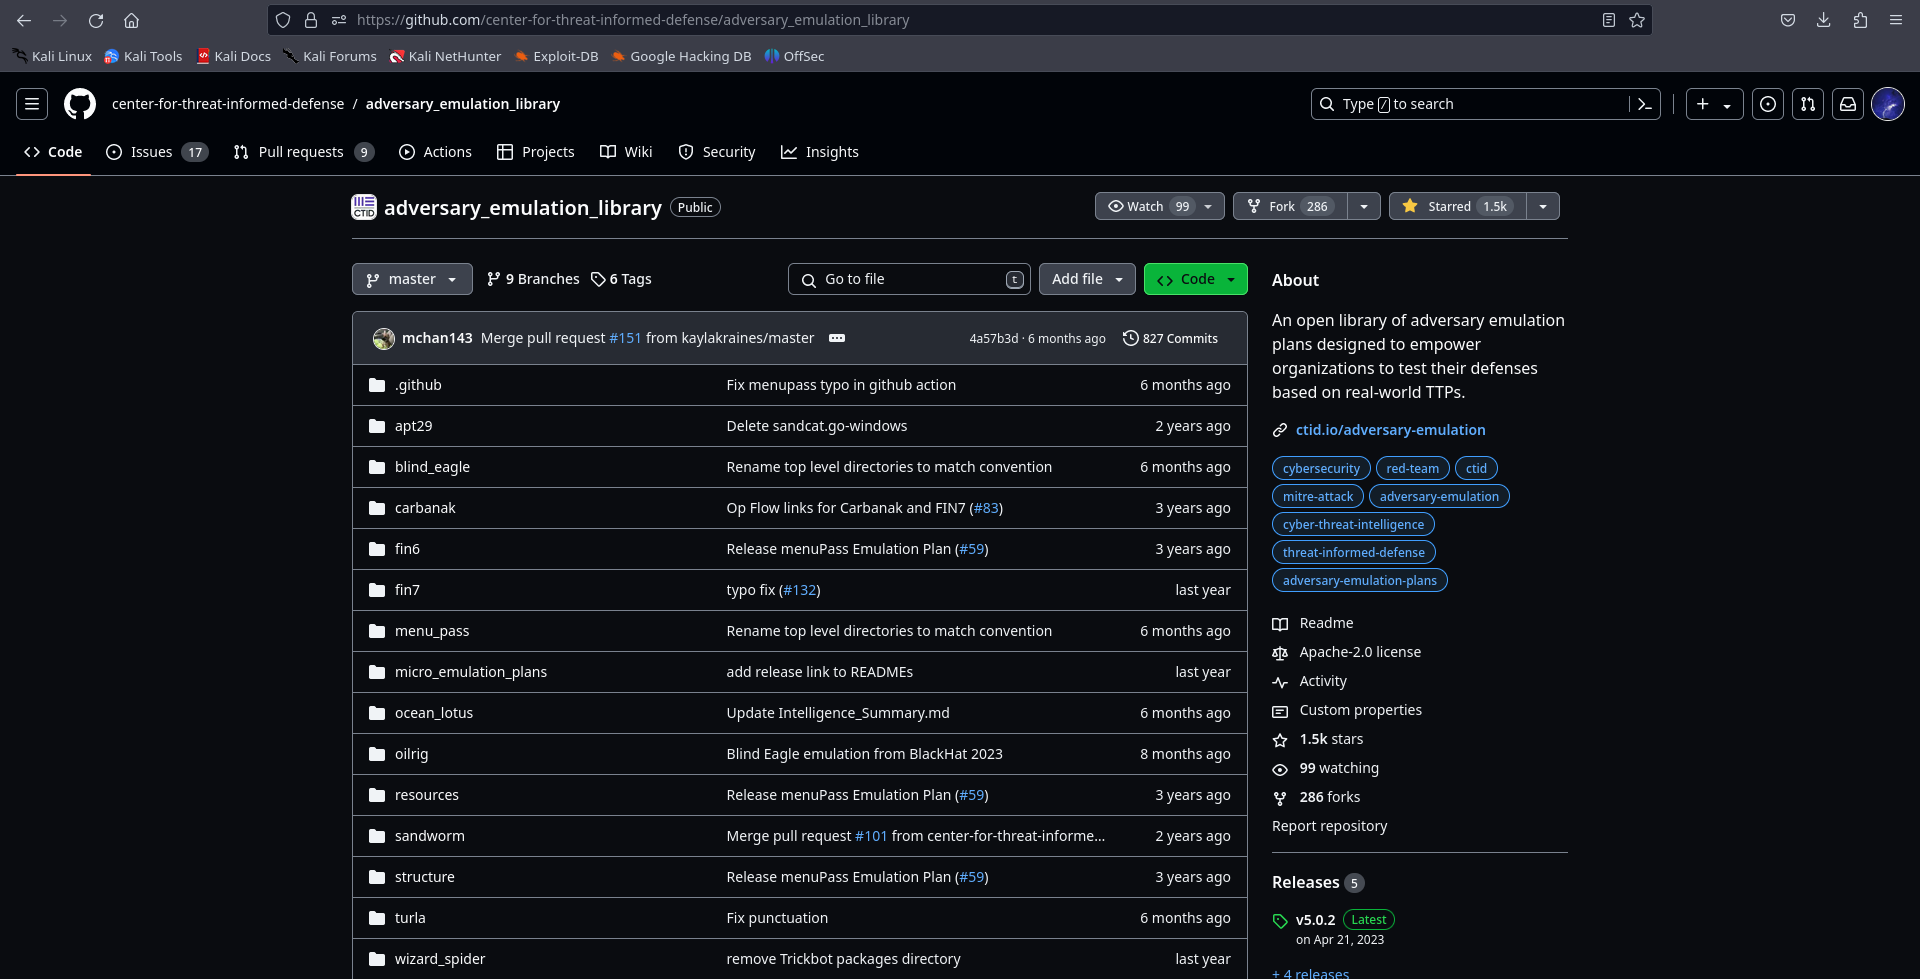 https://github.com/center-for-threat-informed-defense/adversary_emulation_library
Kali Linux Kali Tools Kali Docs Kali Forums Kali NetHunter Exploit-DB Google Hacking DB OffSec
center-for-threat-informed-defense / adversary_emulation_library Type / to search
Code Issues 17 Pull requests 9 Actions Projects Wiki Security Insights
CTID adversary_emulation_library Public Watch 99 Fork 286 Starred 1.5k
master 9 Branches 6 Tags Go to file t Add file Code
mchan143 Merge pull request #151 from kaylakraines/master 4a57b3d · 6 months ago 827 Commits
.github Fix menupass typo in github action 6 months ago
apt29 Delete sandcat.go-windows 2 years ago
blind_eagle Rename top level directories to match convention 6 months ago
carbanak Op Flow links for Carbanak and FIN7 (#83) 3 years ago
fin6 Release menuPass Emulation Plan (#59) 3 years ago
fin7 typo fix (#132) last year
menu_pass Rename top level directories to match convention 6 months ago
micro_emulation_plans add release link to READMEs last year
ocean_lotus Update Intelligence_Summary.md 6 months ago
oilrig Blind Eagle emulation from BlackHat 2023 8 months ago
resources Release menuPass Emulation Plan (#59) 3 years ago
sandworm Merge pull request #101 from center-for-threat-informe... 2 years ago
structure Release menuPass Emulation Plan (#59) 3 years ago
turla Fix punctuation 6 months ago
wizard_spider remove Trickbot packages directory last year
About
An open library of adversary emulation
plans designed to empower
organizations to test their defenses
based on real-world TTPs.
ctid.io/adversary-emulation
cybersecurity red-team ctid
mitre-attack adversary-emulation
cyber-threat-intelligence
threat-informed-defense
adversary-emulation-plans
Readme
Apache-2.0 license
Activity
Custom properties
1.5k stars
99 watching
286 forks
Report repository
Releases 5
v5.0.2 Latest
on Apr 21, 2023
+ 4 releases